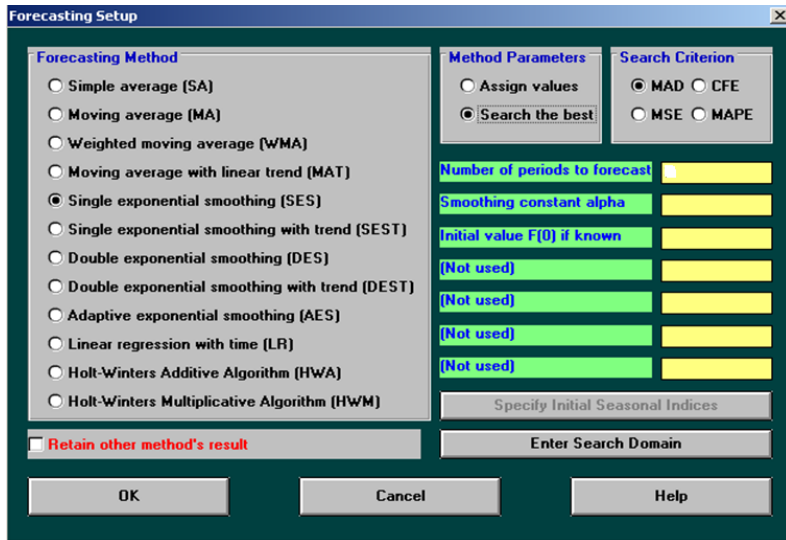 Forecasting Setup
Forecasting Method
Simple average (SA)
Moving average (MA)
Weighted moving average (WMA)
Moving average with linear trend (MAT)
Single exponential smoothing (SES)
Single exponential smoothing with trend (SEST)
Double exponential smoothing (DES)
Double exponential smoothing with trend (DEST)
Adaptive exponential smoothing (AES)
Linear regression with time (LR)
Holt-Winters Additive Algorithm (HWA)
Holt-Winters Multiplicative Algorithm (HWM)
Retain other method's result
Method Parameters
Assign values
Search the best
Search Criterion
MAD CFE
MSE MAPE
Number of periods to forecast
Smoothing constant alpha
Initial value F(0) if known
(Not used)
(Not used)
(Not used)
(Not used)
Specify Initial Seasonal Indices
Enter Search Domain
OK Cancel Help